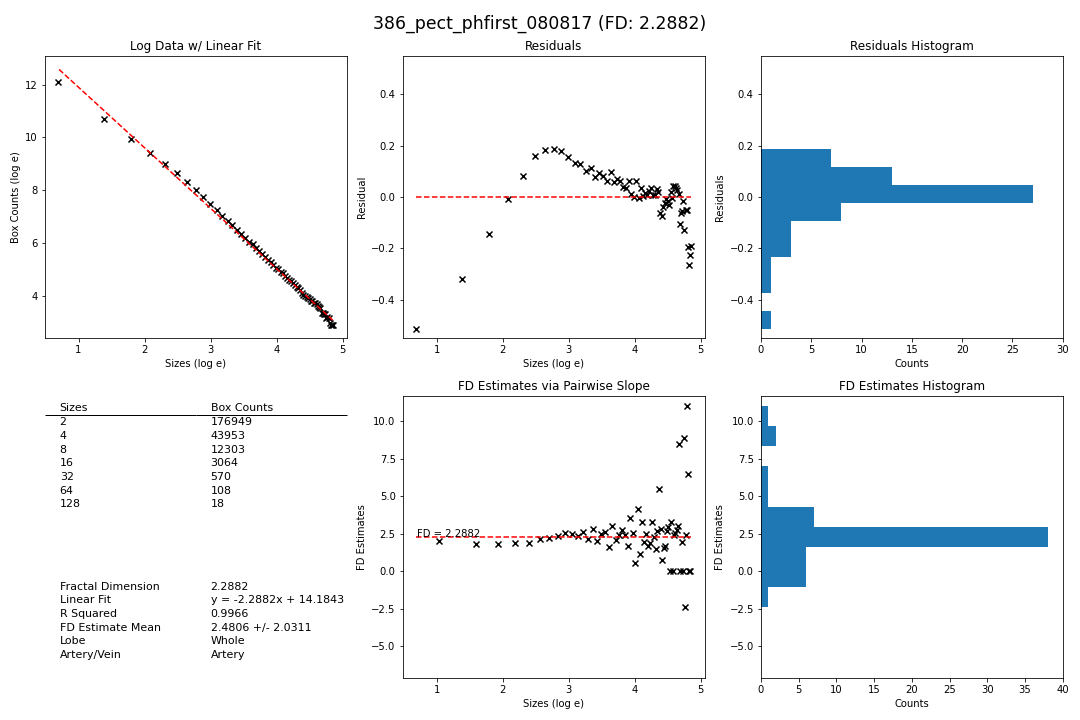 386_pect_phfirst_080817 (FD: 2.2882)
Log Data w/ Linear Fit
Box Counts (log e)
12
10
8
6
4
1 2 3 4 5
Sizes (log e)
Residuals
Residual
0.4
0.2
0.0
−0.2
−0.4
1 2 3 4 5
Sizes (log e)
Residuals Histogram
Residuals
0.4
0.2
0.0
−0.2
−0.4
0 5 10 15 20 25 30
Counts
Sizes Box Counts
2 176949
4 43953
8 12303
16 3064
32 570
64 108
128 18
Fractal Dimension 2.2882
Linear Fit y = -2.2882x + 14.1843
R Squared 0.9966
FD Estimate Mean 2.4806 +/- 2.0311
Lobe Whole
Artery/Vein Artery
FD Estimates via Pairwise Slope
FD Estimates
10.0
7.5
5.0
2.5
0.0
−2.5
−5.0
FD = 2.2882
1 2 3 4 5
Sizes (log e)
FD Estimates Histogram
FD Estimates
10.0
7.5
5.0
2.5
0.0
−2.5
−5.0
0 5 10 15 20 25 30 35 40
Counts